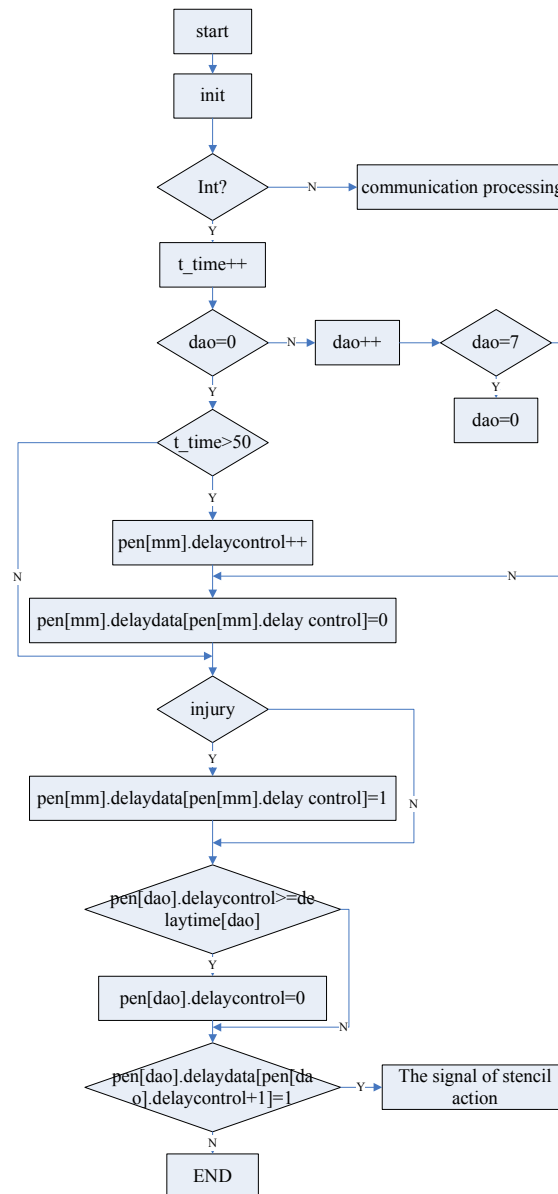 start
init
Int?
N
communication processing
Y
t_time++
dao=0
N
dao++
dao=7
Y
Y
dao=0
t_time>50
Y
pen[mm].delaycontrol++
N
N
pen[mm].delaydata[pen[mm].delay control]=0
injury
Y
pen[mm].delaydata[pen[mm].delay control]=1
N
pen[dao].delaycontrol>=de
laytime[dao]
Y
pen[dao].delaycontrol=0
N
pen[dao].delaydata[pen[da
o].delaycontrol+1]=1
Y
The signal of stencil
action
N
END